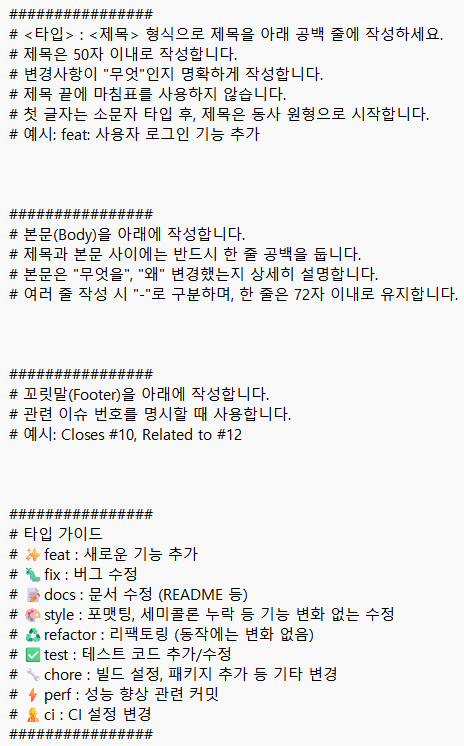 ################
# <타입> : <제목> 형식으로 제목을 아래 공백 줄에 작성하세요.
# 제목은 50자 이내로 작성합니다.
# 변경사항이 "무엇"인지 명확하게 작성합니다.
# 제목 끝에 마침표를 사용하지 않습니다.
# 첫 글자는 소문자 타입 후, 제목은 동사 원형으로 시작합니다.
# 예시: feat: 사용자 로그인 기능 추가
################
# 본문(Body)을 아래에 작성합니다.
# 제목과 본문 사이에는 반드시 한 줄 공백을 둡니다.
# 본문은 "무엇을", "왜" 변경했는지 상세히 설명합니다.
# 여러 줄 작성 시 "-"로 구분하며, 한 줄은 72자 이내로 유지합니다.
################
# 꼬릿말(Footer)을 아래에 작성합니다.
# 관련 이슈 번호를 명시할 때 사용합니다.
# 예시: Closes #10, Related to #12
################
# 타입 가이드
# ✨ feat : 새로운 기능 추가
# 🐛 fix : 버그 수정
# 📝 docs : 문서 수정 (README 등)
# 🎨 style : 포맷팅, 세미콜론 누락 등 기능 변화 없는 수정
# ♻️ refactor : 리팩토링 (동작에는 변화 없음)
# ✅ test : 테스트 코드 추가/수정
# 🔧 chore : 빌드 설정, 패키지 추가 등 기타 변경
# ⚡ perf : 성능 향상 관련 커밋
# 👷 ci : CI 설정 변경
################